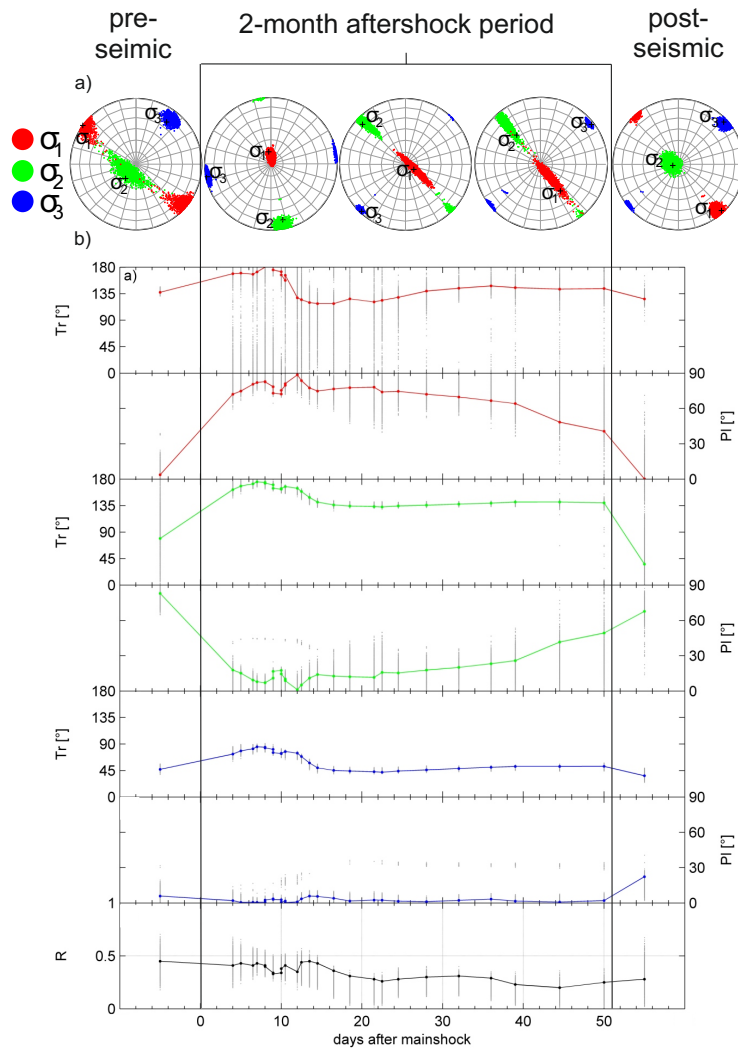 pre-
seimic
2-month aftershock period
post-
seismic
a)
σ1
σ2
σ3
σ1
σ2
σ3
σ1
σ2
σ3
σ1
σ2
σ3
σ1
σ2
σ3
σ1
σ2
σ3
b)
a)
180
135
90
45
0
Tr [°]
90
60
30
0
Pl [°]
180
135
90
45
0
Tr [°]
90
60
30
0
Pl [°]
180
135
90
45
0
Tr [°]
90
60
30
0
Pl [°]
1
0.5
R
0
10
20
30
40
50
days after mainshock